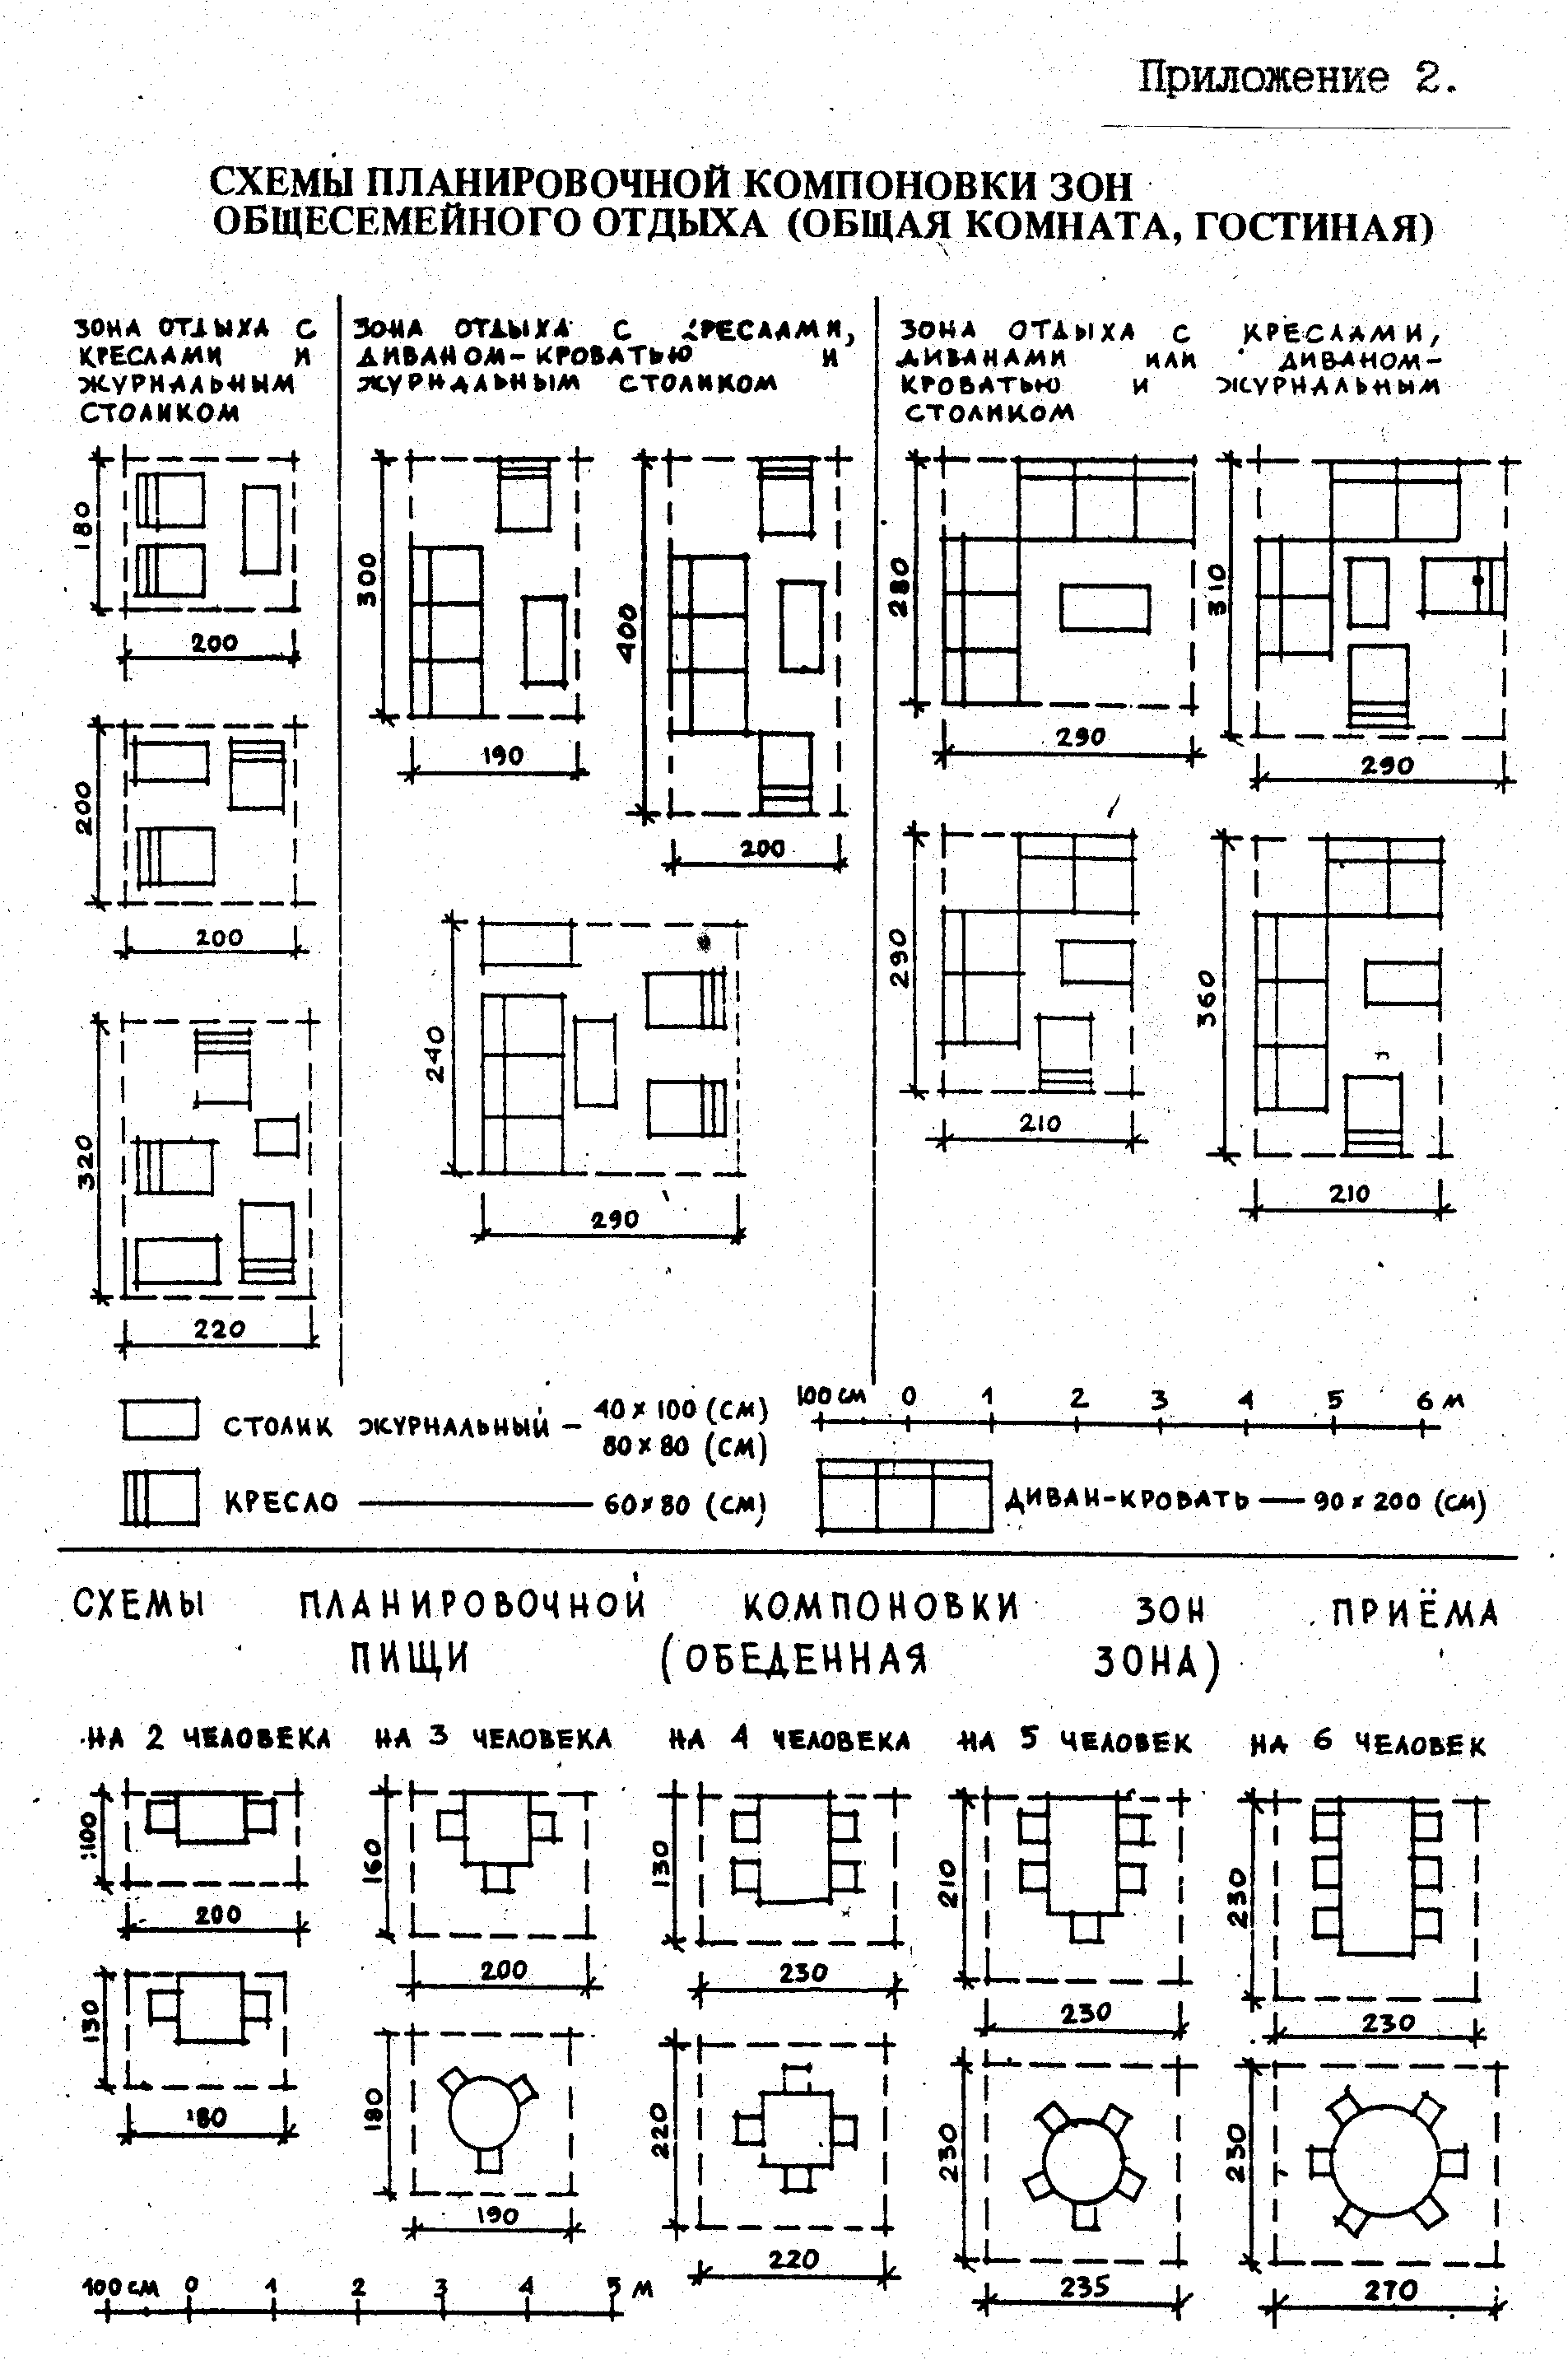 Приложение 2.
СХЕМЫ ПЛАНИРОВОЧНОЙ КОМПОНОВКИ ЗОН
ОБЩЕСЕМЕЙНОГО ОТДЫХА (ОБЩАЯ КОМНАТА, ГОСТИНАЯ)
ЗОНА ОТДЫХА С
КРЕСЛАМИ И
ЖУРНАЛЬНЫМ
СТОЛИКОМ
180
200
200
200
320
220
ЗОНА ОТДЫХА С КРЕСЛАМИ,
ДИВАНОМ-КРОВАТЬЮ И
ЖУРНАЛЬНЫМ СТОЛИКОМ
300
190
400
200
240
290
ЗОНА ОТДЫХА С КРЕСЛАМИ,
ДИВАНАМИ ИЛИ ДИВАНОМ-
КРОВАТЬЮ И ЖУРНАЛЬНЫМ
СТОЛИКОМ
280
290
310
290
290
210
360
210
СТОЛИК ЖУРНАЛЬНЫЙ – 40 х 100 (СМ)
80 х 80 (СМ)
КРЕСЛО — 60 х 80 (СМ)
100 СМ 0 1 2 3 4 5 6 М
ДИВАН-КРОВАТЬ — 90 х 200 (СМ)
СХЕМЫ ПЛАНИРОВОЧНОЙ КОМПОНОВКИ ЗОН ПРИЁМА
ПИЩИ (ОБЕДЕННАЯ ЗОНА)
НА 2 ЧЕЛОВЕКА
100
200
130
180
НА 3 ЧЕЛОВЕКА
160
200
180
190
НА 4 ЧЕЛОВЕКА
130
230
220
220
НА 5 ЧЕЛОВЕК
210
230
230
235
НА 6 ЧЕЛОВЕК
230
230
230
270
100 СМ 0 1 2 3 4 5 М